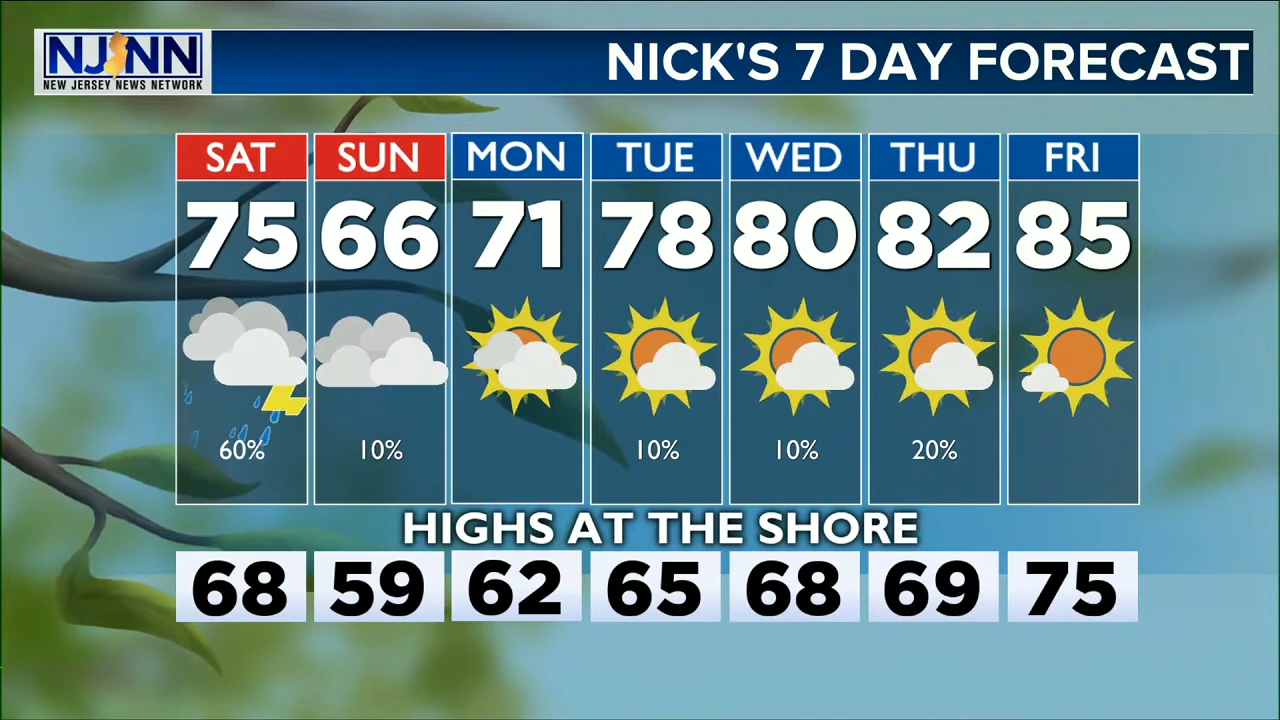 NJNN
NEW JERSEY NEWS NETWORK
NICK'S 7 DAY FORECAST
SAT SUN MON TUE WED THU FRI
75 66 71 78 80 82 85
60% 10% 10% 10% 20%
HIGHS AT THE SHORE
68 59 62 65 68 69 75